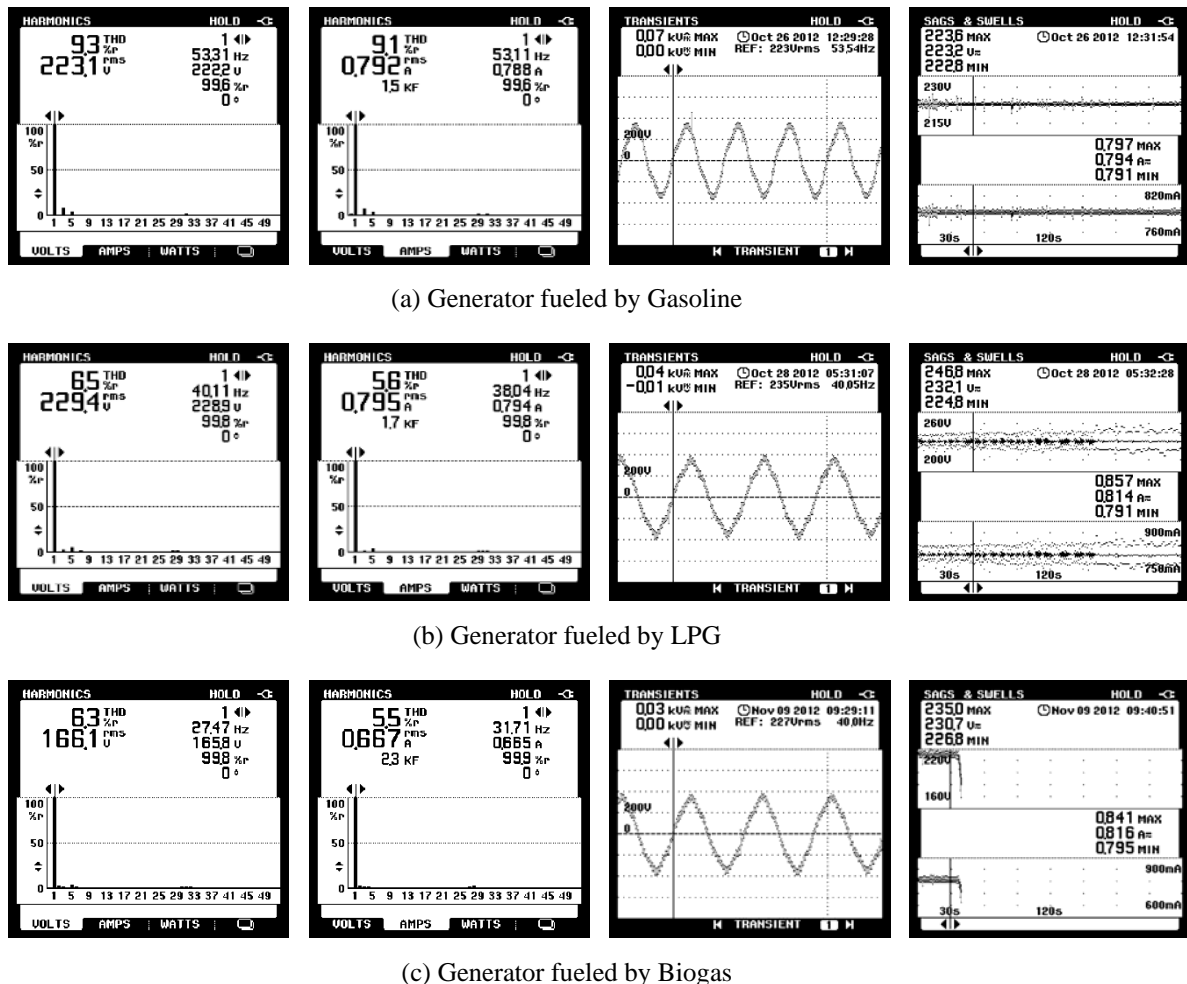 HARMONICS HOLD
9.3 THD %r
223.1 rms V
1
53.31 Hz
222.2 V
99.6 %r
0 °
100
%r
50
0
1 5 9 13 17 21 25 29 33 37 41 45 49
VOLTS AMPS WATTS
HARMONICS HOLD
9.1 THD %r
0.792 rms A
1.5 KF
1
53.11 Hz
0.788 A
99.6 %r
0 °
100
%r
50
0
1 5 9 13 17 21 25 29 33 37 41 45 49
VOLTS AMPS WATTS
TRANSIENTS HOLD
0.07 kV MAX Oct 26 2012 12:29:28
0.00 kV MIN REF: 223Vrms 53,54Hz
200V
0
TRANSIENT 1
SAGS & SWELLS HOLD
223.6 MAX Oct 26 2012 12:31:54
223.2 V=
222.8 MIN
230V
215V
0.797 MAX
0.794 A=
0.791 MIN
820mA
760mA
30s 120s
(a) Generator fueled by Gasoline
HARMONICS HOLD
6.5 THD %r
229.4 rms V
1
40.11 Hz
228.9 V
99.8 %r
0 °
100
%r
50
0
1 5 9 13 17 21 25 29 33 37 41 45 49
VOLTS AMPS WATTS
HARMONICS HOLD
5.6 THD %r
0.795 rms A
1.7 KF
1
38.04 Hz
0.794 A
99.8 %r
0 °
100
%r
50
0
1 5 9 13 17 21 25 29 33 37 41 45 49
VOLTS AMPS WATTS
TRANSIENTS HOLD
0.04 kV MAX Oct 28 2012 05:31:07
-0.01 kV MIN REF: 235Vrms 40,05Hz
200V
0
TRANSIENT 1
SAGS & SWELLS HOLD
246.8 MAX Oct 28 2012 05:32:28
232.1 V=
224.8 MIN
260V
200V
0.857 MAX
0.814 A=
0.791 MIN
900mA
750mA
30s 120s
(b) Generator fueled by LPG
HARMONICS HOLD
6.3 THD %r
166.1 rms V
1
27.47 Hz
165.8 V
99.8 %r
0 °
100
%r
50
0
1 5 9 13 17 21 25 29 33 37 41 45 49
VOLTS AMPS WATTS
HARMONICS HOLD
5.5 THD %r
0.667 rms A
2.3 KF
1
31.71 Hz
0.665 A
99.9 %r
0 °
100
%r
50
0
1 5 9 13 17 21 25 29 33 37 41 45 49
VOLTS AMPS WATTS
TRANSIENTS HOLD
0.03 kV MAX Nov 09 2012 09:29:11
0.00 kV MIN REF: 227Vrms 40,0Hz
200V
0
TRANSIENT 1
SAGS & SWELLS HOLD
235.0 MAX Nov 09 2012 09:40:51
230.7 V=
226.8 MIN
220V
160V
0.841 MAX
0.816 A=
0.795 MIN
900mA
600mA
30s 120s
(c) Generator fueled by Biogas